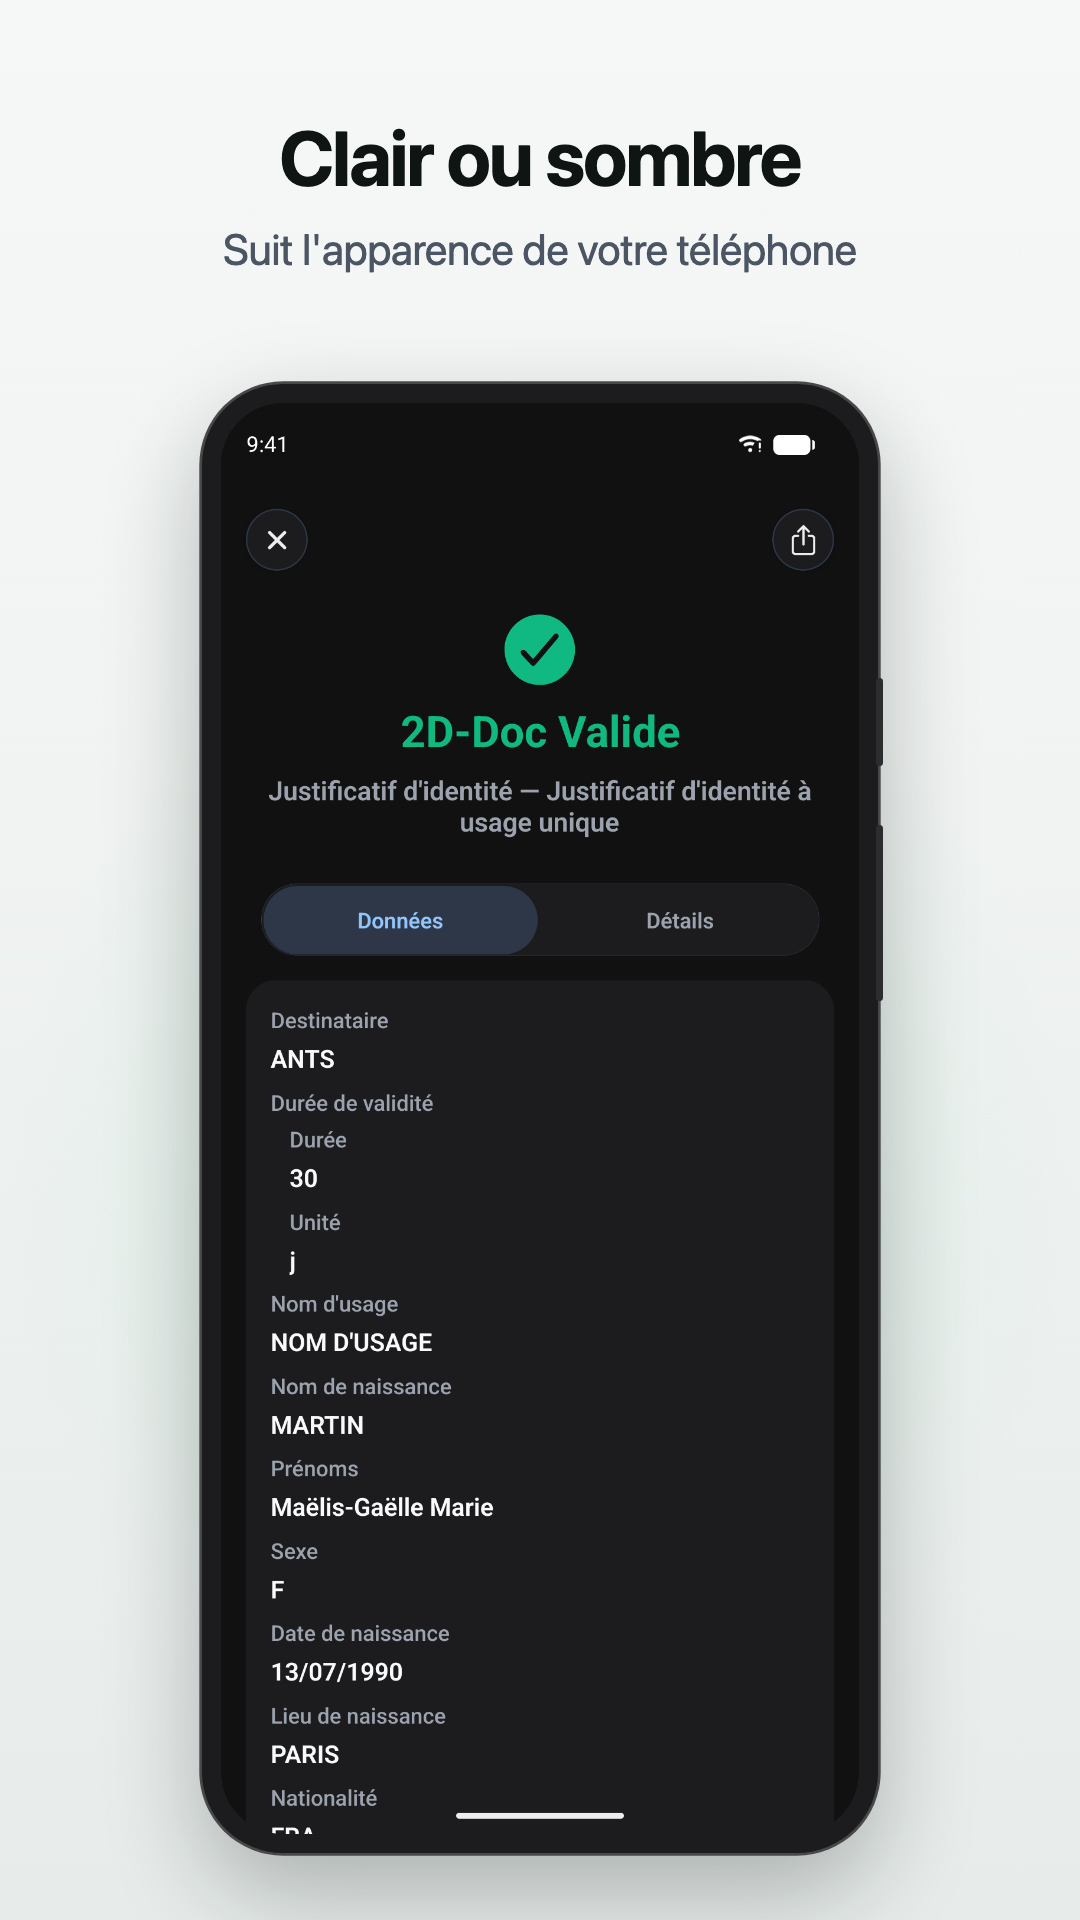 Clair ou sombre
Suit l'apparence de votre téléphone
9:41
2D-Doc Valide
Justificatif d'identité — Justificatif d'identité à
usage unique
Données
Détails
Destinataire
ANTS
Durée de validité
Durée
30
Unité
j
Nom d'usage
NOM D'USAGE
Nom de naissance
MARTIN
Prénoms
Maëlis-Gaëlle Marie
Sexe
F
Date de naissance
13/07/1990
Lieu de naissance
PARIS
Nationalité
FRA